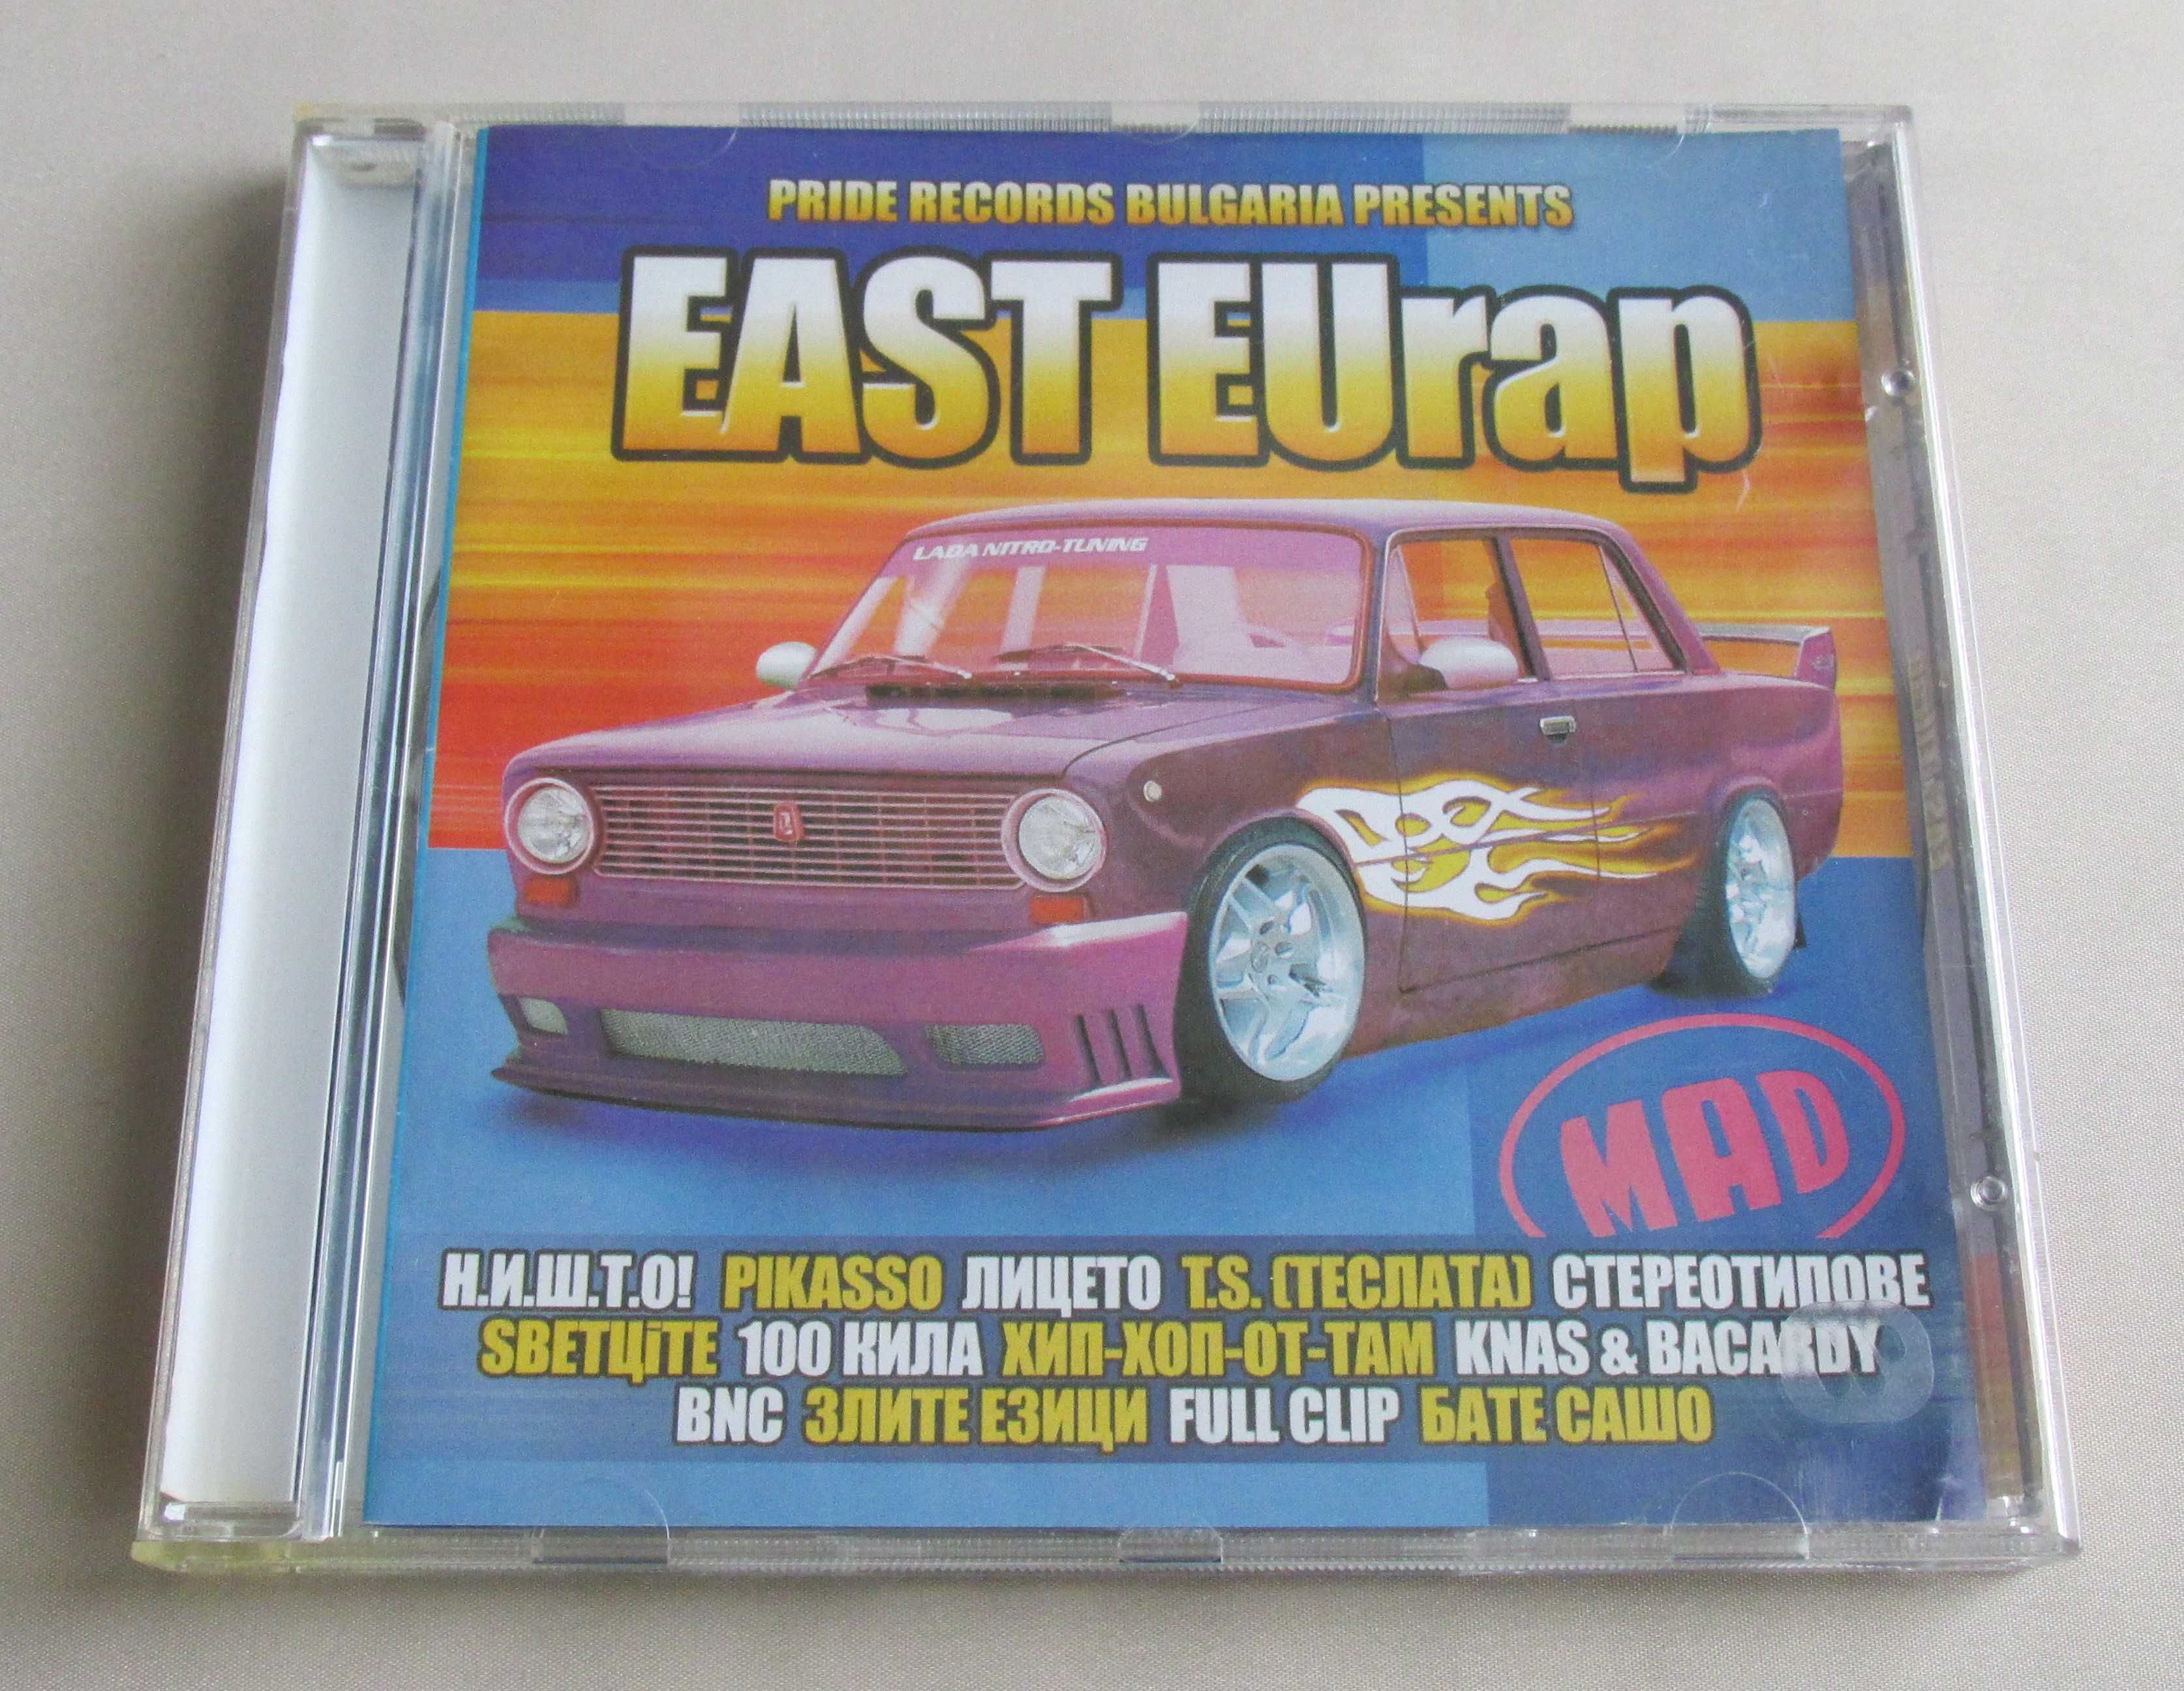 PRIDE RECORDS BULGARIA PRESENTS
EAST EUrap
LADA NITRO-TUNING
MAD
Н.И.Ш.Т.О! PIKASSO ЛИЦЕТО T.S. (ТЕСЛАТА) СТЕРЕОТИПОВЕ
SВЕТЦiТЕ 100 КИЛА ХИП-ХОП-ОТ-ТАМ KNAS & BACARDY
BNC ЗЛИТЕ ЕЗИЦИ FULL CLIP БАТЕ САШО